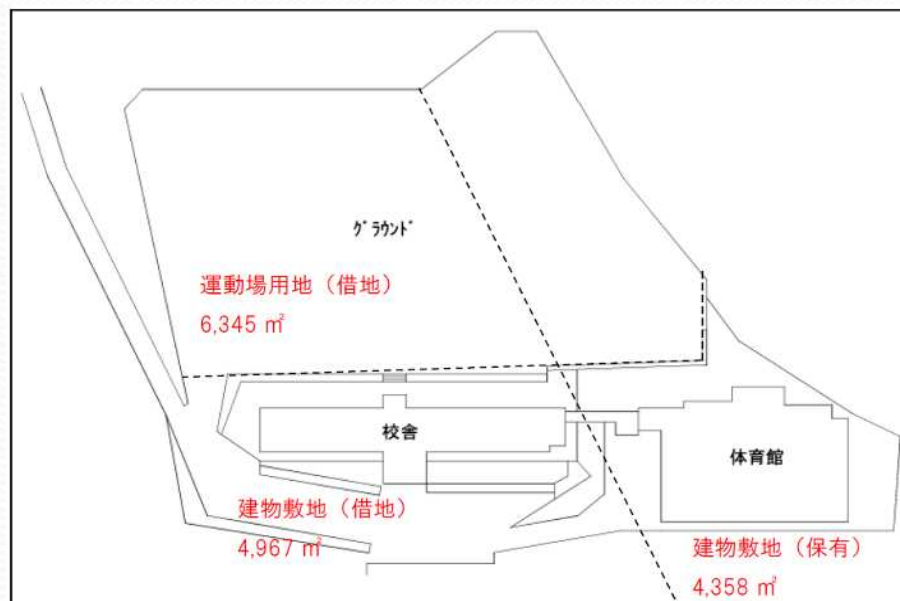 グラウンド
運動場用地（借地）
6,345 ㎡
校舎
体育館
建物敷地（借地）
4,967 ㎡
建物敷地（保有）
4,358 ㎡